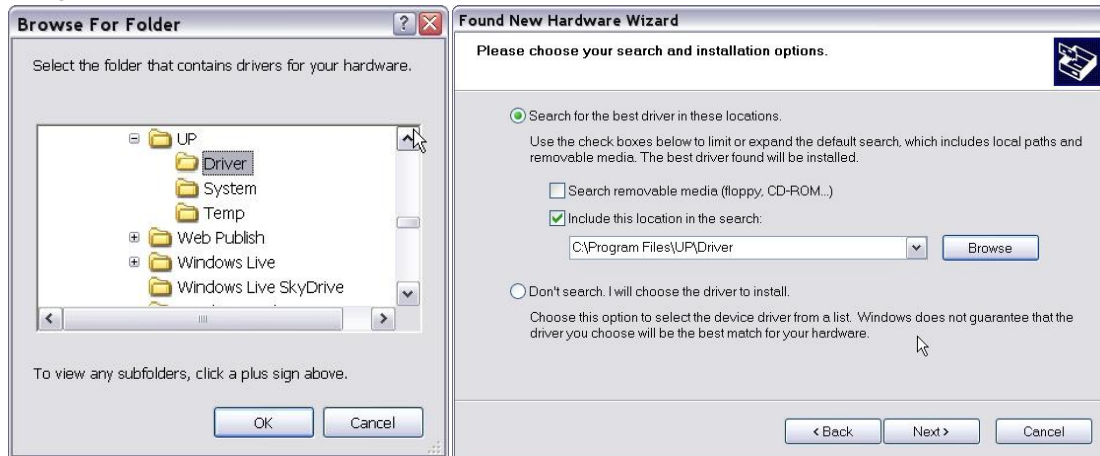 Browse For Folder
Select the folder that contains drivers for your hardware.
UP
Driver
System
Temp
Web Publish
Windows Live
Windows Live SkyDrive
To view any subfolders, click a plus sign above.
OK
Cancel
Found New Hardware Wizard
Please choose your search and installation options.
Search for the best driver in these locations.
Use the check boxes below to limit or expand the default search, which includes local paths and
removable media. The best driver found will be installed.
Search removable media (floppy, CD-ROM...)
Include this location in the search:
C:\Program Files\UP\Driver
Browse
Don't search. I will choose the driver to install.
Choose this option to select the device driver from a list. Windows does not guarantee that the
driver you choose will be the best match for your hardware.
< Back
Next >
Cancel